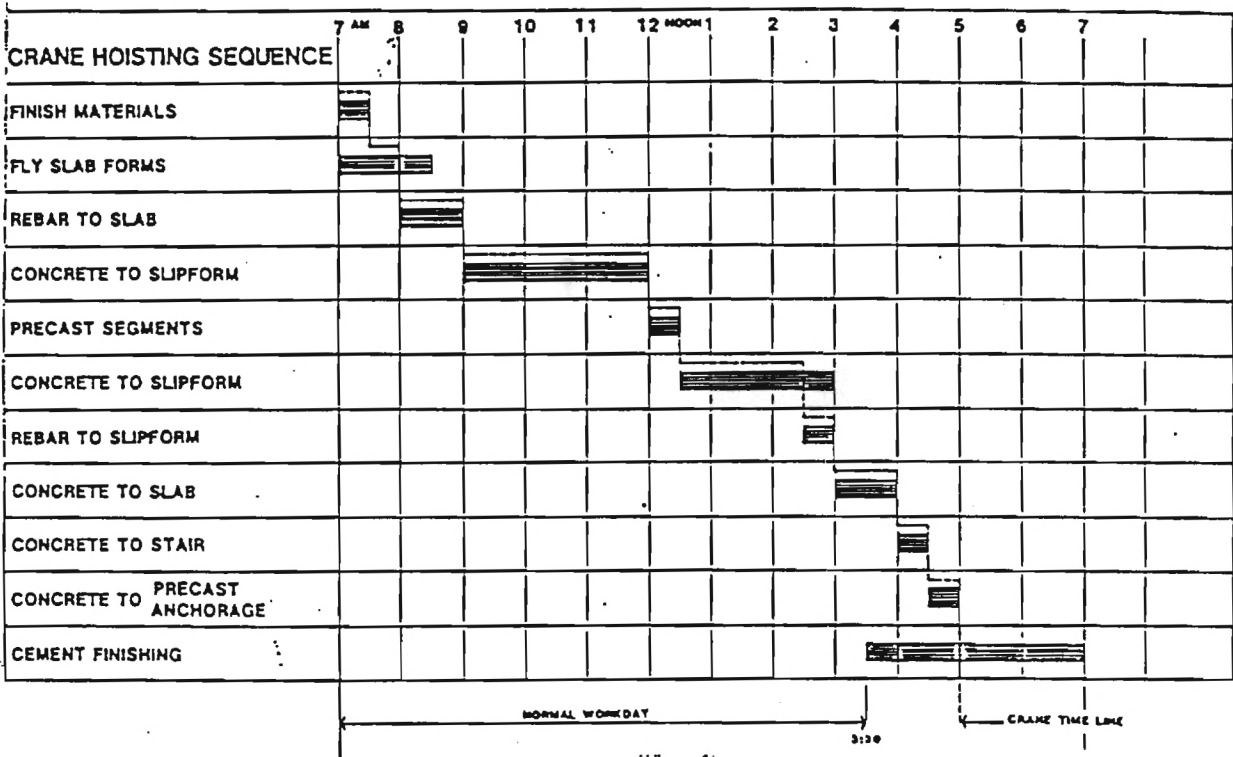 7 AM 8 9 10 11 12 NOON 1 2 3 4 5 6 7
CRANE HOISTING SEQUENCE
FINISH MATERIALS
FLY SLAB FORMS
REBAR TO SLAB
CONCRETE TO SLIPFORM
PRECAST SEGMENTS
CONCRETE TO SLIPFORM
REBAR TO SLIPFORM
CONCRETE TO SLAB
CONCRETE TO STAIR
CONCRETE TO PRECAST
ANCHORAGE
CEMENT FINISHING
NORMAL WORKDAY
CRANE TIME LINE
3:30